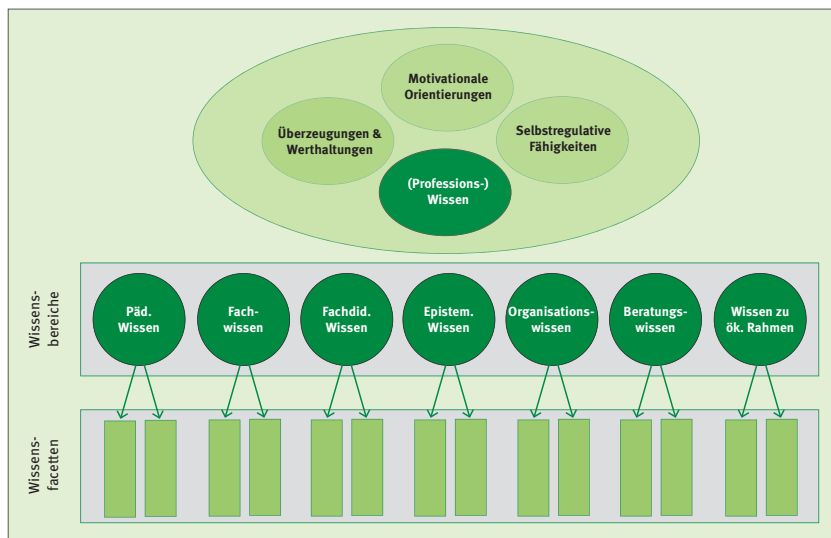 Motivationale
Orientierungen
Überzeugungen &
Werthaltungen
Selbstregulative
Fähigkeiten
(Professions-)
Wissen
Wissens-
bereiche
Päd.
Wissen
Fach-
wissen
Fachdid.
Wissen
Epistem.
Wissen
Organisations-
wissen
Beratungs-
wissen
Wissen zu
ök. Rahmen
Wissens-
facetten